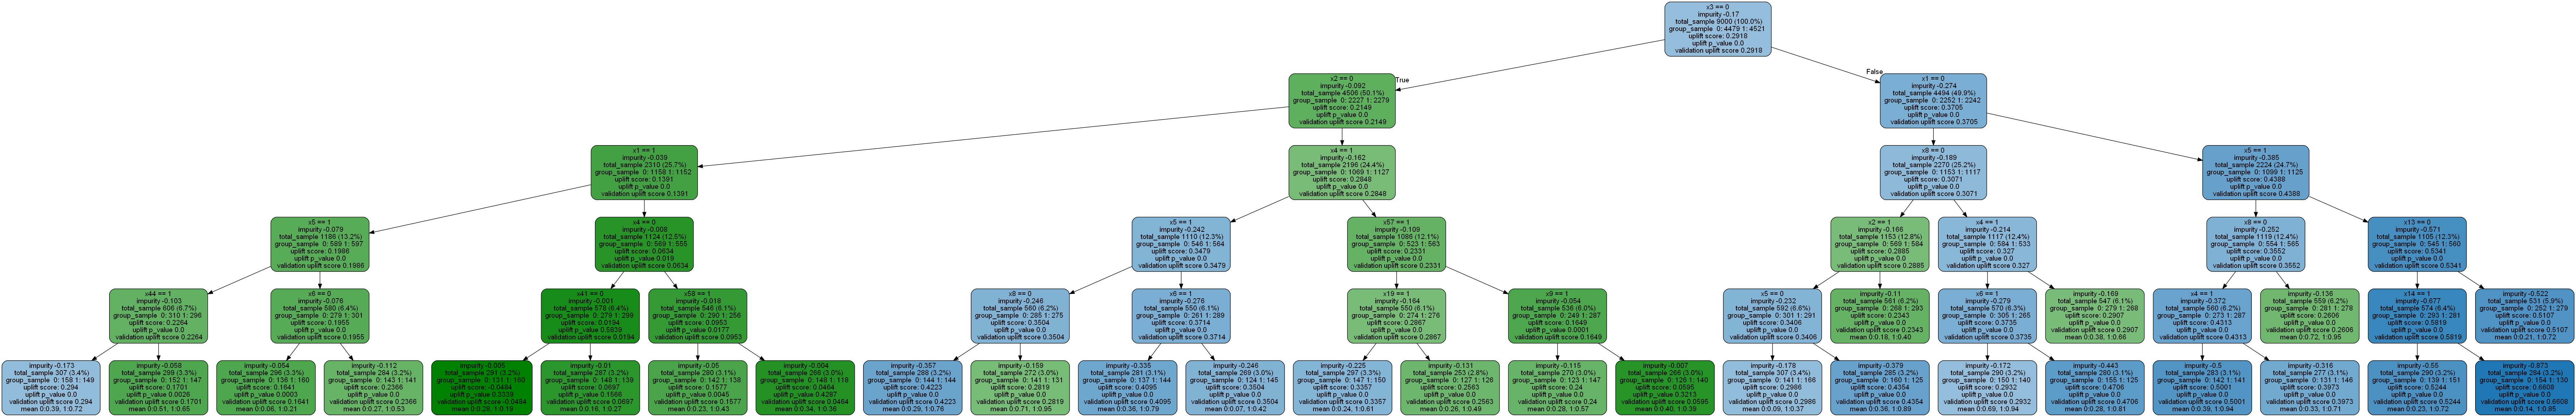 x3 == 0
impurity -0.17
total_sample 9000 (100.0%)
group_sample 0: 4479 1: 4521
uplift score: 0.2918
uplift p_value 0.0
validation uplift score 0.2918
True
False
x2 == 0
impurity -0.092
total_sample 4506 (50.1%)
group_sample 0: 2227 1: 2279
uplift score: 0.2149
uplift p_value 0.0
validation uplift score 0.2149
x1 == 0
impurity -0.274
total_sample 4494 (49.9%)
group_sample 0: 2252 1: 2242
uplift score: 0.3705
uplift p_value 0.0
validation uplift score 0.3705
x1 == 1
impurity -0.039
total_sample 2310 (25.7%)
group_sample 0: 1158 1: 1152
uplift score: 0.1391
uplift p_value 0.0
validation uplift score 0.1391
x4 == 1
impurity -0.162
total_sample 2196 (24.4%)
group_sample 0: 1069 1: 1127
uplift score: 0.2848
uplift p_value 0.0
validation uplift score 0.2848
x8 == 0
impurity -0.189
total_sample 2270 (25.2%)
group_sample 0: 1153 1: 1117
uplift score: 0.3071
uplift p_value 0.0
validation uplift score 0.3071
x5 == 1
impurity -0.385
total_sample 2224 (24.7%)
group_sample 0: 1099 1: 1125
uplift score: 0.4388
uplift p_value 0.0
validation uplift score 0.4388
x5 == 1
impurity -0.079
total_sample 1186 (13.2%)
group_sample 0: 589 1: 597
uplift score: 0.1986
uplift p_value 0.0
validation uplift score 0.1986
x4 == 0
impurity -0.008
total_sample 1124 (12.5%)
group_sample 0: 569 1: 555
uplift score: 0.0634
uplift p_value 0.019
validation uplift score 0.0634
x5 == 1
impurity -0.242
total_sample 1110 (12.3%)
group_sample 0: 546 1: 564
uplift score: 0.3479
uplift p_value 0.0
validation uplift score 0.3479
x57 == 1
impurity -0.109
total_sample 1086 (12.1%)
group_sample 0: 523 1: 563
uplift score: 0.2331
uplift p_value 0.0
validation uplift score 0.2331
x2 == 1
impurity -0.166
total_sample 1153 (12.8%)
group_sample 0: 569 1: 584
uplift score: 0.2885
uplift p_value 0.0
validation uplift score 0.2885
x4 == 1
impurity -0.214
total_sample 1117 (12.4%)
group_sample 0: 584 1: 533
uplift score: 0.327
uplift p_value 0.0
validation uplift score 0.327
x8 == 0
impurity -0.252
total_sample 1119 (12.4%)
group_sample 0: 554 1: 565
uplift score: 0.3552
uplift p_value 0.0
validation uplift score 0.3552
x13 == 0
impurity -0.571
total_sample 1105 (12.3%)
group_sample 0: 545 1: 560
uplift score: 0.5341
uplift p_value 0.0
validation uplift score 0.5341
x44 == 1
impurity -0.103
total_sample 606 (6.7%)
group_sample 0: 310 1: 296
uplift score: 0.2264
uplift p_value 0.0
validation uplift score 0.2264
x6 == 0
impurity -0.076
total_sample 580 (6.4%)
group_sample 0: 279 1: 301
uplift score: 0.1955
uplift p_value 0.0
validation uplift score 0.1955
x41 == 0
impurity -0.001
total_sample 578 (6.4%)
group_sample 0: 279 1: 299
uplift score: 0.0194
uplift p_value 0.5839
validation uplift score 0.0194
x58 == 1
impurity -0.018
total_sample 546 (6.1%)
group_sample 0: 290 1: 256
uplift score: 0.0953
uplift p_value 0.0177
validation uplift score 0.0953
x8 == 0
impurity -0.246
total_sample 560 (6.2%)
group_sample 0: 285 1: 275
uplift score: 0.3504
uplift p_value 0.0
validation uplift score 0.3504
x6 == 1
impurity -0.276
total_sample 550 (6.1%)
group_sample 0: 261 1: 289
uplift score: 0.3714
uplift p_value 0.0
validation uplift score 0.3714
x19 == 1
impurity -0.164
total_sample 550 (6.1%)
group_sample 0: 274 1: 276
uplift score: 0.2867
uplift p_value 0.0
validation uplift score 0.2867
x9 == 1
impurity -0.054
total_sample 536 (6.0%)
group_sample 0: 249 1: 287
uplift score: 0.1649
uplift p_value 0.0001
validation uplift score 0.1649
x5 == 0
impurity -0.232
total_sample 592 (6.6%)
group_sample 0: 301 1: 291
uplift score: 0.3406
uplift p_value 0.0
validation uplift score 0.3406
impurity -0.11
total_sample 561 (6.2%)
group_sample 0: 268 1: 293
uplift score: 0.2343
uplift p_value 0.0
validation uplift score 0.2343
mean 0:0.18, 1:0.40
x6 == 1
impurity -0.279
total_sample 570 (6.3%)
group_sample 0: 305 1: 265
uplift score: 0.3735
uplift p_value 0.0
validation uplift score 0.3735
impurity -0.169
total_sample 547 (6.1%)
group_sample 0: 279 1: 268
uplift score: 0.2907
uplift p_value 0.0
validation uplift score 0.2907
mean 0:0.38, 1:0.66
x4 == 1
impurity -0.372
total_sample 560 (6.2%)
group_sample 0: 273 1: 287
uplift score: 0.4313
uplift p_value 0.0
validation uplift score 0.4313
impurity -0.136
total_sample 559 (6.2%)
group_sample 0: 281 1: 278
uplift score: 0.2606
uplift p_value 0.0
validation uplift score 0.2606
mean 0:0.72, 1:0.95
x14 == 1
impurity -0.677
total_sample 574 (6.4%)
group_sample 0: 293 1: 281
uplift score: 0.5819
uplift p_value 0.0
validation uplift score 0.5819
impurity -0.522
total_sample 531 (5.9%)
group_sample 0: 252 1: 279
uplift score: 0.5107
uplift p_value 0.0
validation uplift score 0.5107
mean 0:0.21, 1:0.72
impurity -0.173
total_sample 307 (3.4%)
group_sample 0: 158 1: 149
uplift score: 0.294
uplift p_value 0.0
validation uplift score 0.294
mean 0:0.39, 1:0.72
impurity -0.058
total_sample 299 (3.3%)
group_sample 0: 152 1: 147
uplift score: 0.1701
uplift p_value 0.0026
validation uplift score 0.1701
mean 0:0.51, 1:0.65
impurity -0.054
total_sample 296 (3.3%)
group_sample 0: 136 1: 160
uplift score: 0.1641
uplift p_value 0.0003
validation uplift score 0.1641
mean 0:0.06, 1:0.21
impurity -0.112
total_sample 284 (3.2%)
group_sample 0: 143 1: 141
uplift score: 0.2366
uplift p_value 0.0
validation uplift score 0.2366
mean 0:0.27, 1:0.53
impurity -0.005
total_sample 291 (3.2%)
group_sample 0: 131 1: 160
uplift score: -0.0484
uplift p_value 0.3339
validation uplift score -0.0484
mean 0:0.28, 1:0.19
impurity -0.01
total_sample 287 (3.2%)
group_sample 0: 148 1: 139
uplift score: 0.0697
uplift p_value 0.1566
validation uplift score 0.0697
mean 0:0.16, 1:0.27
impurity -0.05
total_sample 280 (3.1%)
group_sample 0: 142 1: 138
uplift score: 0.1577
uplift p_value 0.0045
validation uplift score 0.1577
mean 0:0.23, 1:0.43
impurity -0.004
total_sample 266 (3.0%)
group_sample 0: 148 1: 118
uplift score: 0.0464
uplift p_value 0.4287
validation uplift score 0.0464
mean 0:0.34, 1:0.36
impurity -0.357
total_sample 288 (3.2%)
group_sample 0: 144 1: 144
uplift score: 0.4223
uplift p_value 0.0
validation uplift score 0.4223
mean 0:0.29, 1:0.76
impurity -0.159
total_sample 272 (3.0%)
group_sample 0: 141 1: 131
uplift score: 0.2819
uplift p_value 0.0
validation uplift score 0.2819
mean 0:0.71, 1:0.95
impurity -0.335
total_sample 281 (3.1%)
group_sample 0: 137 1: 144
uplift score: 0.4095
uplift p_value 0.0
validation uplift score 0.4095
mean 0:0.36, 1:0.79
impurity -0.246
total_sample 269 (3.0%)
group_sample 0: 124 1: 145
uplift score: 0.3504
uplift p_value 0.0
validation uplift score 0.3504
mean 0:0.07, 1:0.42
impurity -0.225
total_sample 297 (3.3%)
group_sample 0: 147 1: 150
uplift score: 0.3357
uplift p_value 0.0
validation uplift score 0.3357
mean 0:0.24, 1:0.61
impurity -0.131
total_sample 253 (2.8%)
group_sample 0: 127 1: 126
uplift score: 0.2563
uplift p_value 0.0
validation uplift score 0.2563
mean 0:0.26, 1:0.49
impurity -0.115
total_sample 270 (3.0%)
group_sample 0: 123 1: 147
uplift score: 0.24
uplift p_value 0.0
validation uplift score 0.24
mean 0:0.28, 1:0.57
impurity -0.007
total_sample 266 (3.0%)
group_sample 0: 126 1: 140
uplift score: 0.0595
uplift p_value 0.3213
validation uplift score 0.0595
mean 0:0.40, 1:0.39
impurity -0.178
total_sample 307 (3.4%)
group_sample 0: 141 1: 166
uplift score: 0.2986
uplift p_value 0.0
validation uplift score 0.2986
mean 0:0.09, 1:0.37
impurity -0.379
total_sample 285 (3.2%)
group_sample 0: 160 1: 125
uplift score: 0.4354
uplift p_value 0.0
validation uplift score 0.4354
mean 0:0.36, 1:0.89
impurity -0.172
total_sample 290 (3.2%)
group_sample 0: 150 1: 140
uplift score: 0.2932
uplift p_value 0.0
validation uplift score 0.2932
mean 0:0.69, 1:0.94
impurity -0.443
total_sample 280 (3.1%)
group_sample 0: 155 1: 125
uplift score: 0.4706
uplift p_value 0.0
validation uplift score 0.4706
mean 0:0.28, 1:0.81
impurity -0.5
total_sample 283 (3.1%)
group_sample 0: 142 1: 141
uplift score: 0.5001
uplift p_value 0.0
validation uplift score 0.5001
mean 0:0.39, 1:0.94
impurity -0.316
total_sample 277 (3.1%)
group_sample 0: 131 1: 146
uplift score: 0.3973
uplift p_value 0.0
validation uplift score 0.3973
mean 0:0.33, 1:0.71
impurity -0.55
total_sample 290 (3.2%)
group_sample 0: 139 1: 151
uplift score: 0.5244
uplift p_value 0.0
validation uplift score 0.5244
mean 0:0.23, 1:0.72
impurity -0.873
total_sample 284 (3.2%)
group_sample 0: 154 1: 130
uplift score: 0.6608
uplift p_value 0.0
validation uplift score 0.6608
mean 0:0.14, 1:0.85